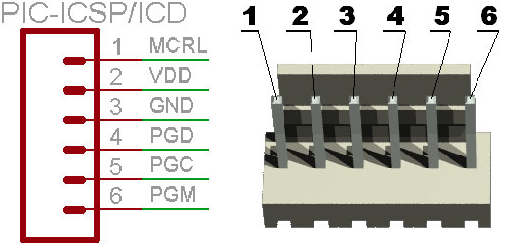 PIC-ICSP/ICD
1 MCRL
2 VDD
3 GND
4 PGD
5 PGC
6 PGM
1 2 3 4 5 6